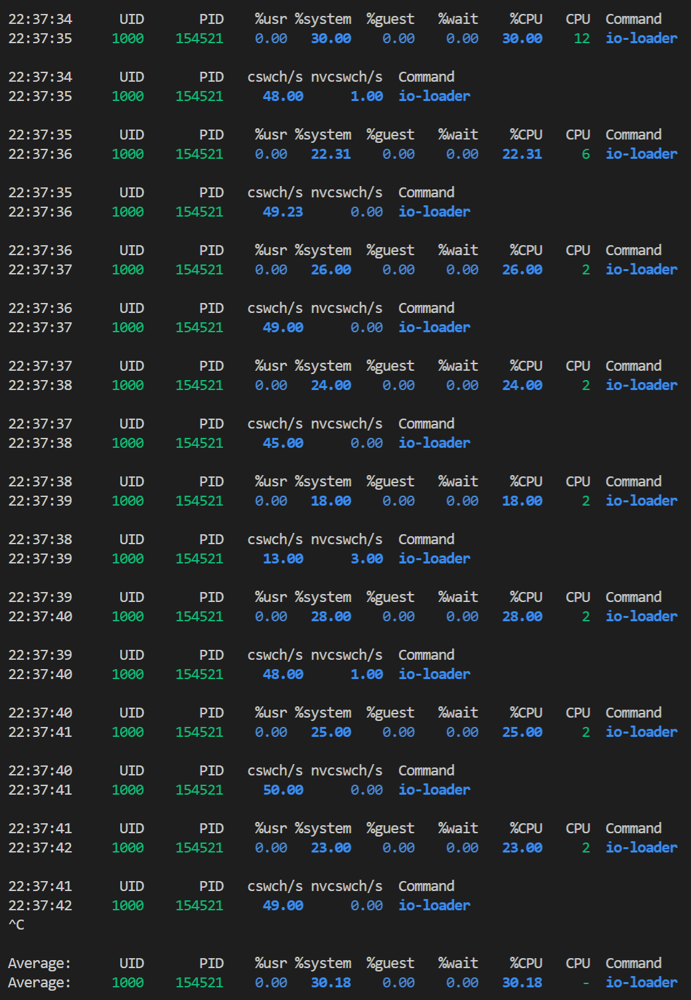 22:37:34 UID PID %usr %system %guest %wait %CPU CPU Command
22:37:35 1000 154521 0.00 30.00 0.00 0.00 30.00 12 io-loader
22:37:34 UID PID cswch/s nvcswch/s Command
22:37:35 1000 154521 48.00 1.00 io-loader
22:37:35 UID PID %usr %system %guest %wait %CPU CPU Command
22:37:36 1000 154521 0.00 22.31 0.00 0.00 22.31 6 io-loader
22:37:35 UID PID cswch/s nvcswch/s Command
22:37:36 1000 154521 49.23 0.00 io-loader
22:37:36 UID PID %usr %system %guest %wait %CPU CPU Command
22:37:37 1000 154521 0.00 26.00 0.00 0.00 26.00 2 io-loader
22:37:36 UID PID cswch/s nvcswch/s Command
22:37:37 1000 154521 49.00 0.00 io-loader
22:37:37 UID PID %usr %system %guest %wait %CPU CPU Command
22:37:38 1000 154521 0.00 24.00 0.00 0.00 24.00 2 io-loader
22:37:37 UID PID cswch/s nvcswch/s Command
22:37:38 1000 154521 45.00 0.00 io-loader
22:37:38 UID PID %usr %system %guest %wait %CPU CPU Command
22:37:39 1000 154521 0.00 18.00 0.00 0.00 18.00 2 io-loader
22:37:38 UID PID cswch/s nvcswch/s Command
22:37:39 1000 154521 13.00 3.00 io-loader
22:37:39 UID PID %usr %system %guest %wait %CPU CPU Command
22:37:40 1000 154521 0.00 28.00 0.00 0.00 28.00 2 io-loader
22:37:39 UID PID cswch/s nvcswch/s Command
22:37:40 1000 154521 48.00 1.00 io-loader
22:37:40 UID PID %usr %system %guest %wait %CPU CPU Command
22:37:41 1000 154521 0.00 25.00 0.00 0.00 25.00 2 io-loader
22:37:40 UID PID cswch/s nvcswch/s Command
22:37:41 1000 154521 50.00 0.00 io-loader
22:37:41 UID PID %usr %system %guest %wait %CPU CPU Command
22:37:42 1000 154521 0.00 23.00 0.00 0.00 23.00 2 io-loader
22:37:41 UID PID cswch/s nvcswch/s Command
22:37:42 1000 154521 49.00 0.00 io-loader
^C
Average: UID PID %usr %system %guest %wait %CPU CPU Command
Average: 1000 154521 0.00 30.18 0.00 0.00 30.18 - io-loader